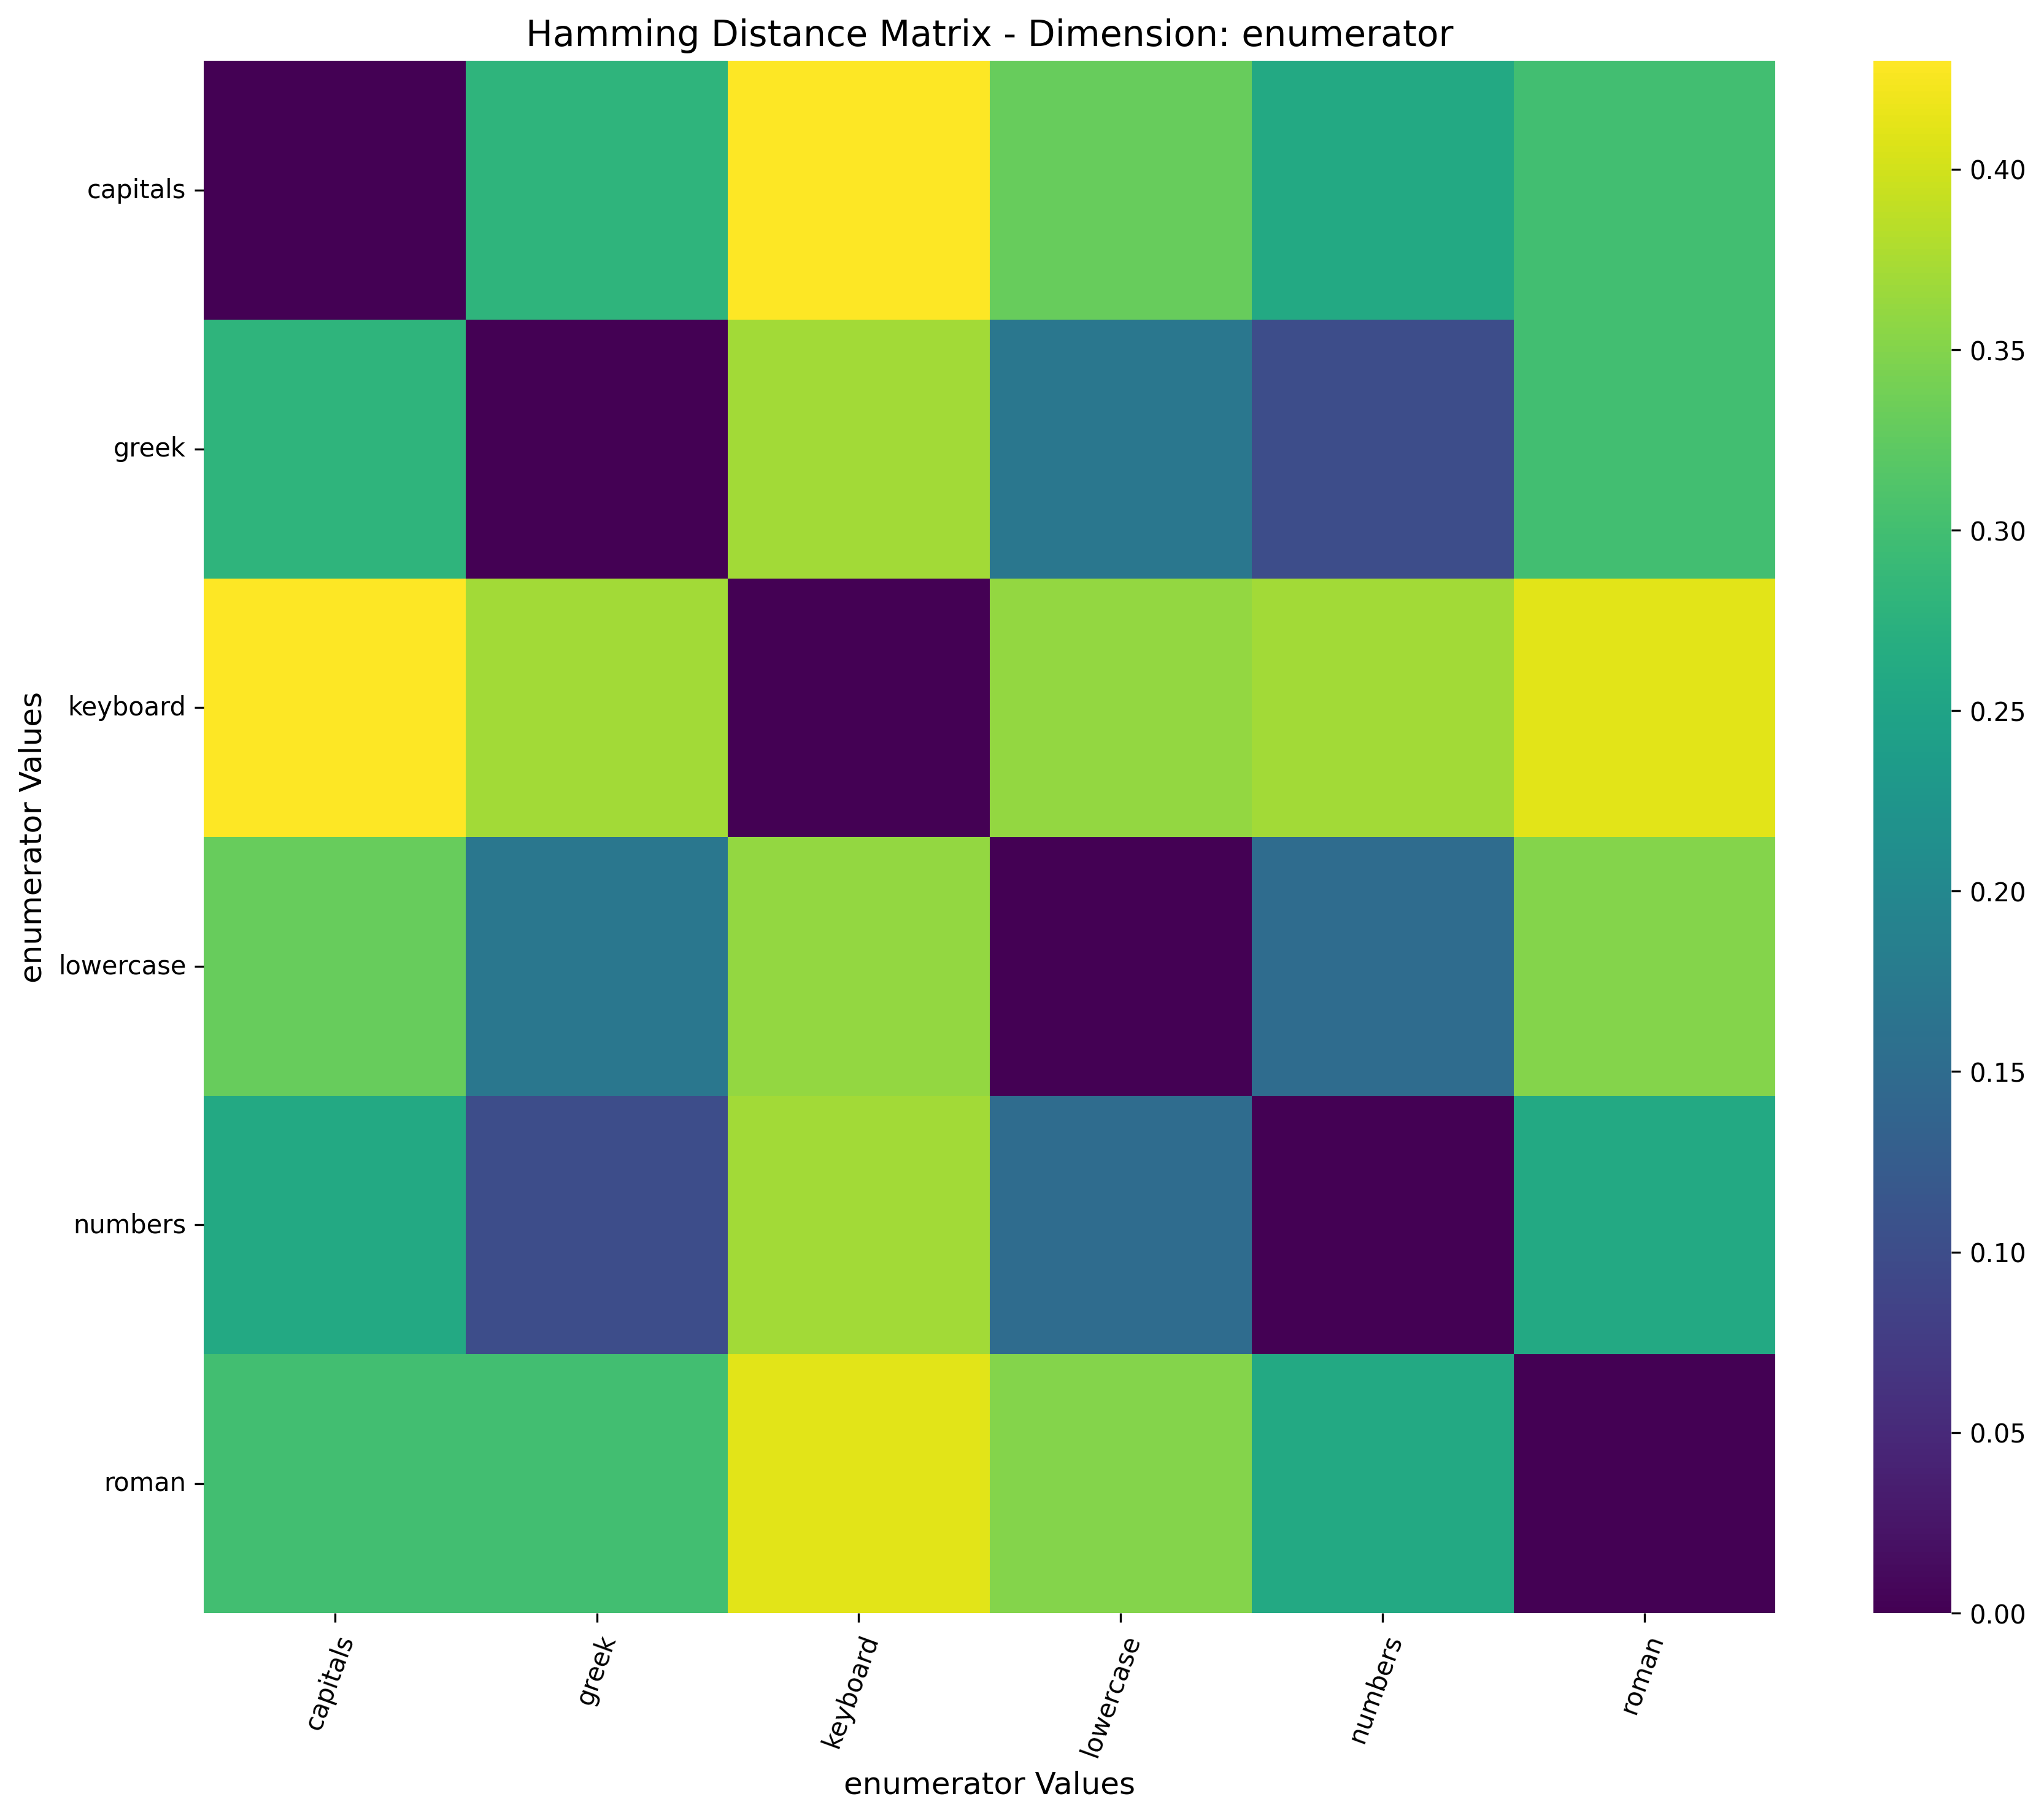 Hamming Distance Matrix - Dimension: enumerator
enumerator Values
capitals
greek
keyboard
lowercase
numbers
roman
capitals
greek
keyboard
lowercase
numbers
roman
enumerator Values
0.40
0.35
0.30
0.25
0.20
0.15
0.10
0.05
0.00